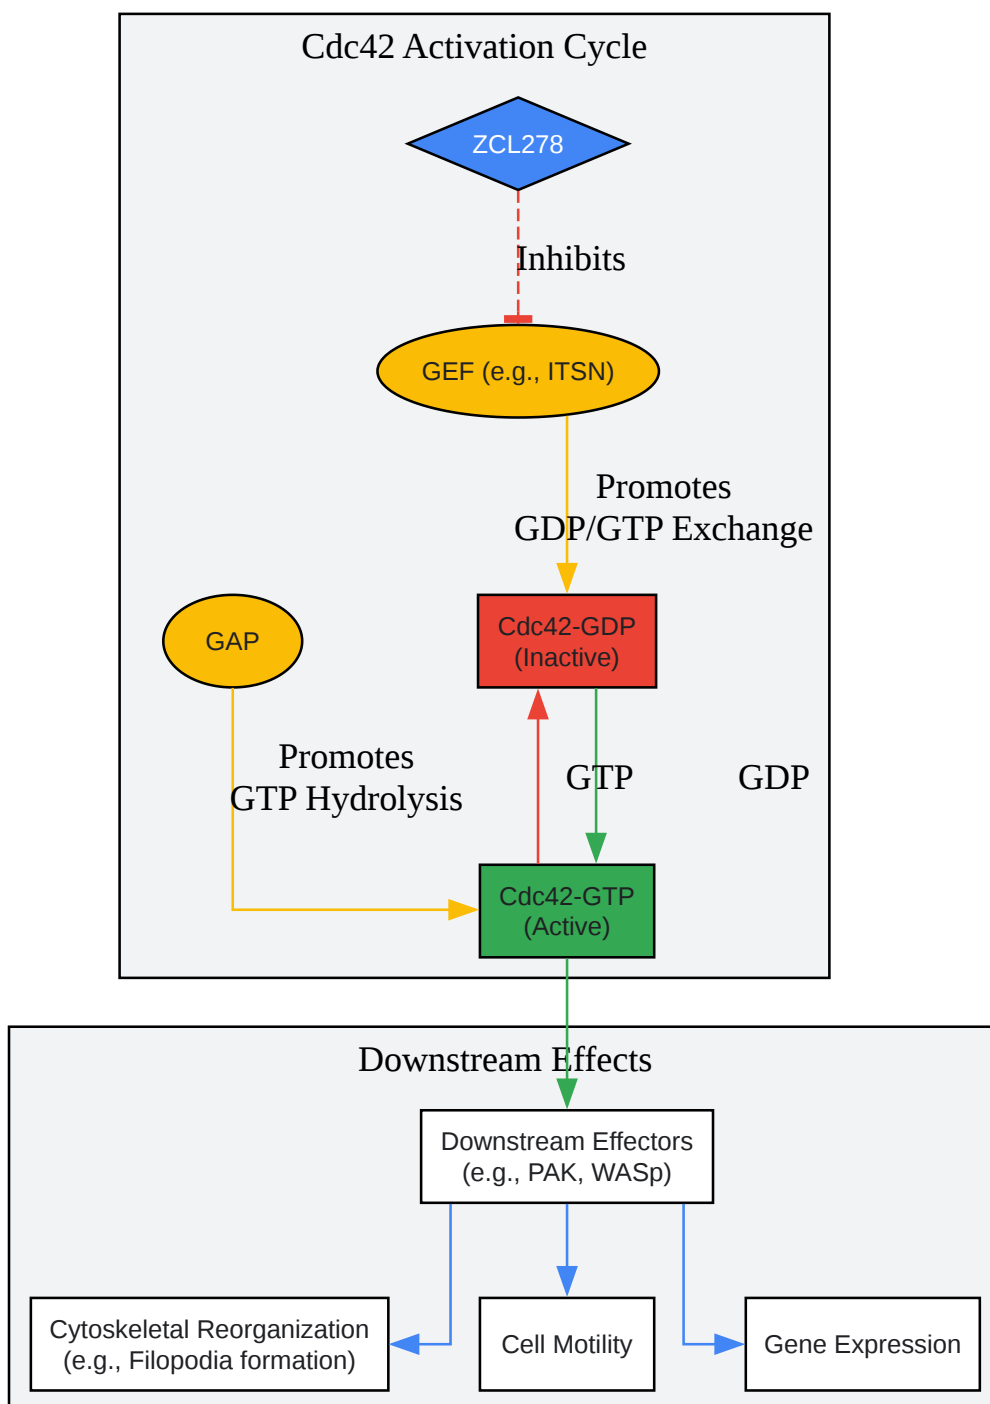 Cdc42 Activation Cycle
ZCL278
Inhibits
GEF (e.g., ITSN)
Promotes
GDP/GTP Exchange
GAP
Cdc42-GDP
(Inactive)
Promotes
GTP Hydrolysis
GTP
GDP
Cdc42-GTP
(Active)
Downstream Effects
Downstream Effectors
(e.g., PAK, WASp)
Cytoskeletal Reorganization
(e.g., Filopodia formation)
Cell Motility
Gene Expression